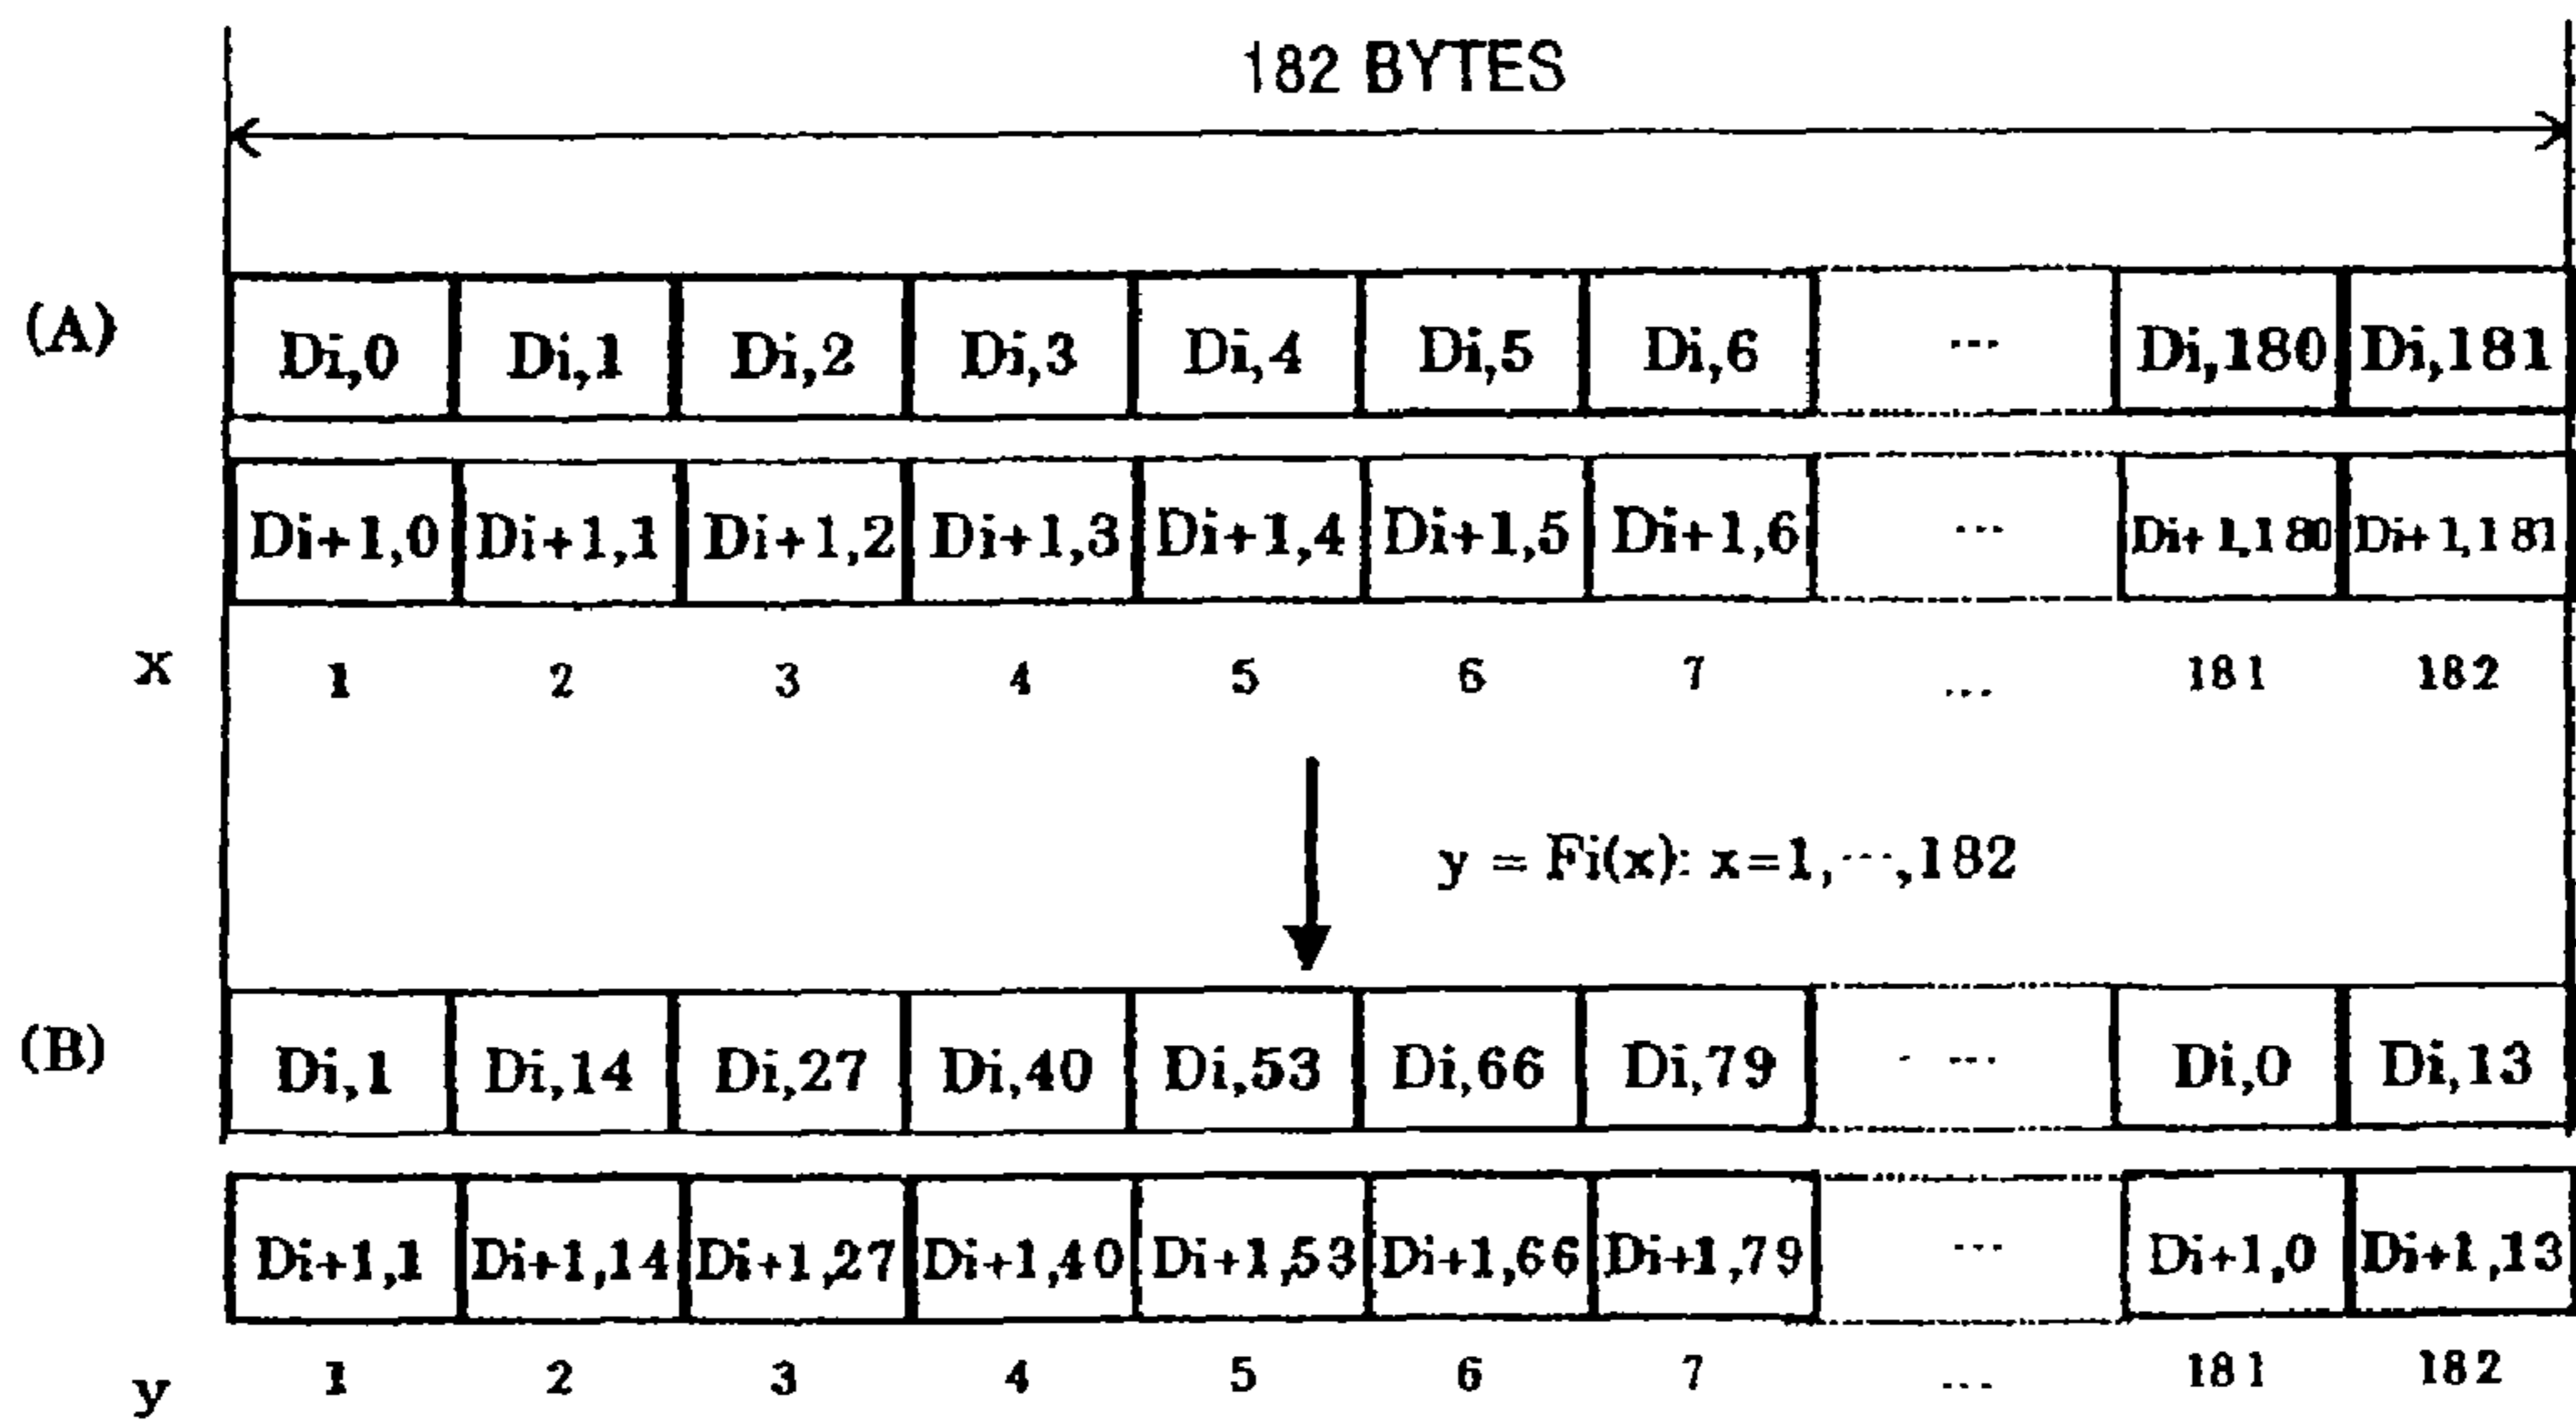 182 BYTES
(A) Di,0 Di,1 Di,2 Di,3 Di,4 Di,5 Di,6 ... Di,180 Di,181
Di+1,0 Di+1,1 Di+1,2 Di+1,3 Di+1,4 Di+1,5 Di+1,6 ... Di+1,180 Di+1,181
x 1 2 3 4 5 6 7 ... 181 182
y = Fi(x): x=1,...,182
(B) Di,1 Di,14 Di,27 Di,40 Di,53 Di,66 Di,79 ... Di,0 Di,13
Di+1,1 Di+1,14 Di+1,27 Di+1,40 Di+1,53 Di+1,66 Di+1,79 ... Di+1,0 Di+1,13
y 1 2 3 4 5 6 7 ... 181 182